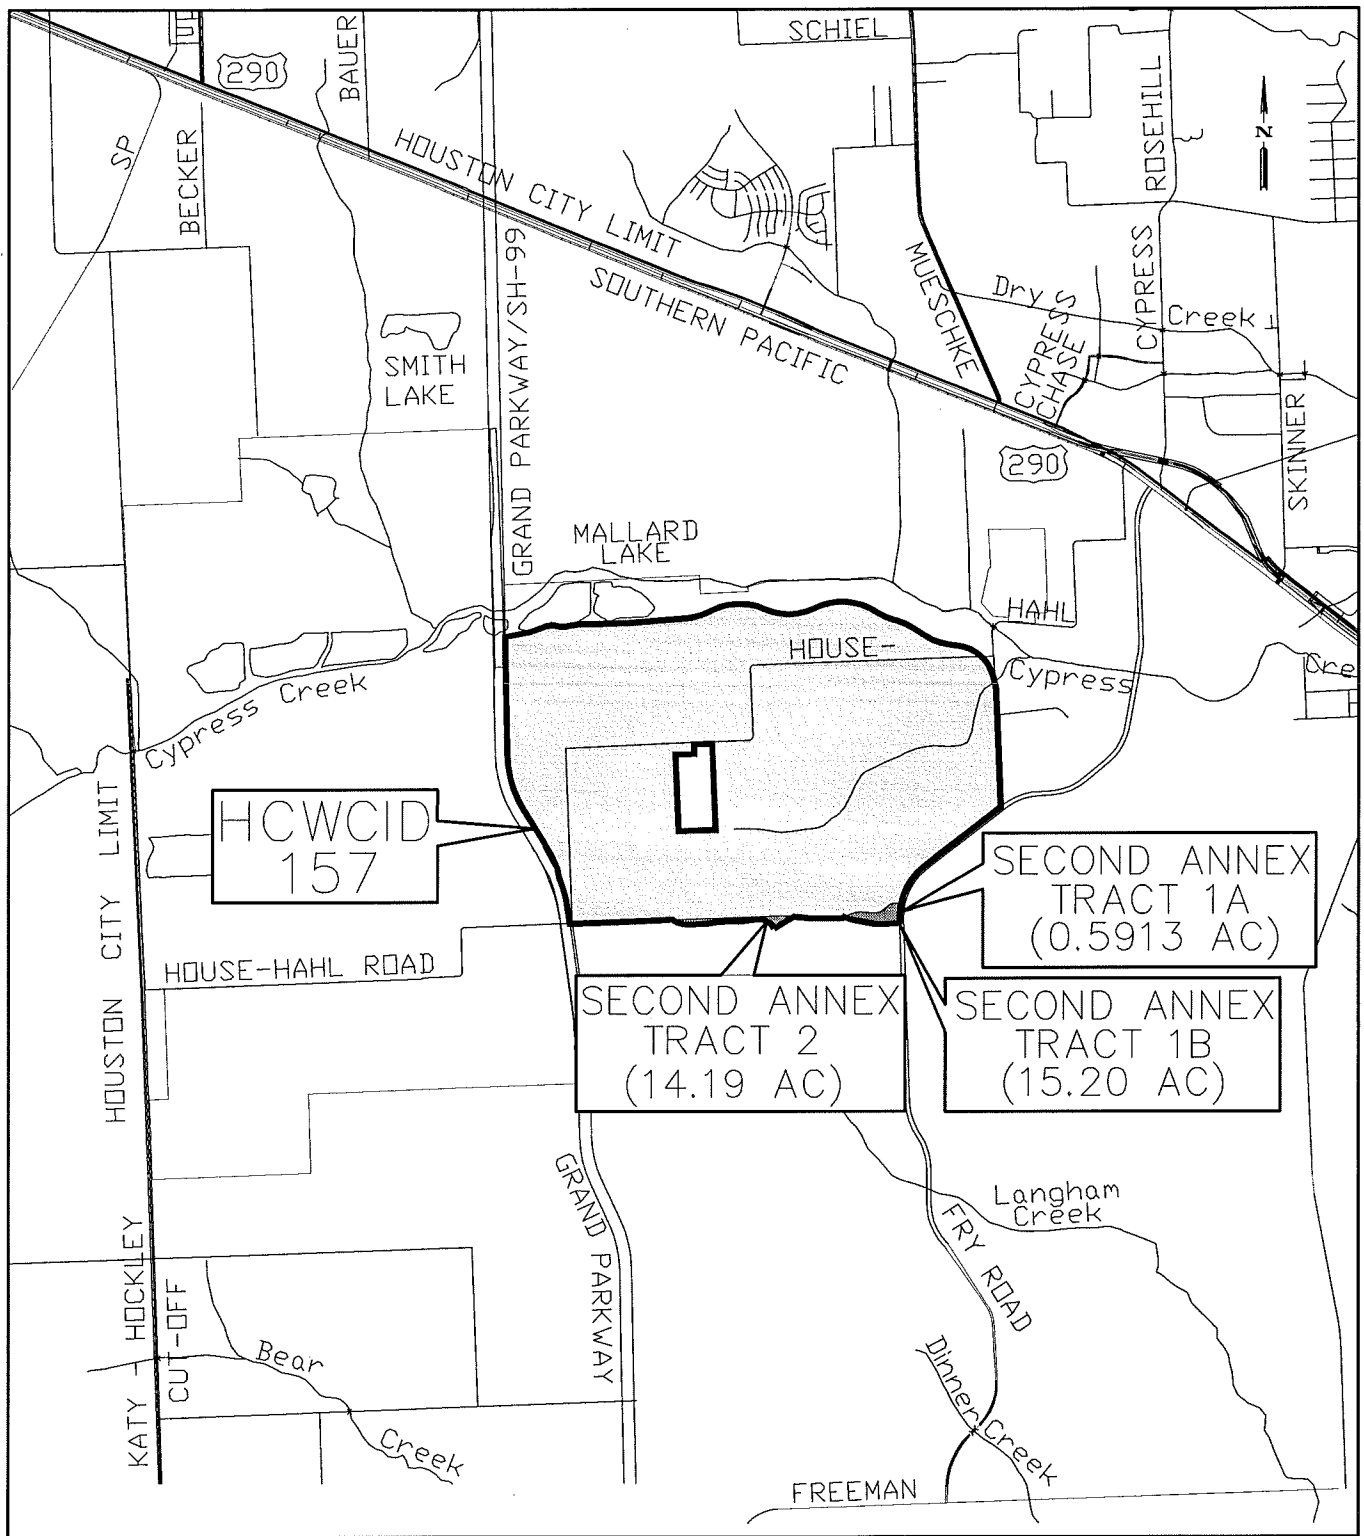 SCHIEL
290
BAUER
SP
BECKER
HOUSTON CITY LIMIT
SOUTHERN PACIFIC
GRAND PARKWAY/SH-99
ROSEHILL
N
CYPRESS
MUESCHKE
Dry
Creek
CYPRESS
CHASE
SMITH
LAKE
290
SKINNER
MALLARD
LAKE
HAHL
HOUSE-
Cypress
Cre
Cypress Creek
HOUSTON CITY LIMIT
HCWCID
157
SECOND ANNEX
TRACT 1A
(0.5913 AC)
HOUSE-HAHL ROAD
SECOND ANNEX
TRACT 2
(14.19 AC)
SECOND ANNEX
TRACT 1B
(15.20 AC)
GRAND PARKWAY
Langham
Creek
FRY ROAD
KATY - HOCKLEY
CUT-OFF
Bear
Creek
Dinner Creek
FREEMAN